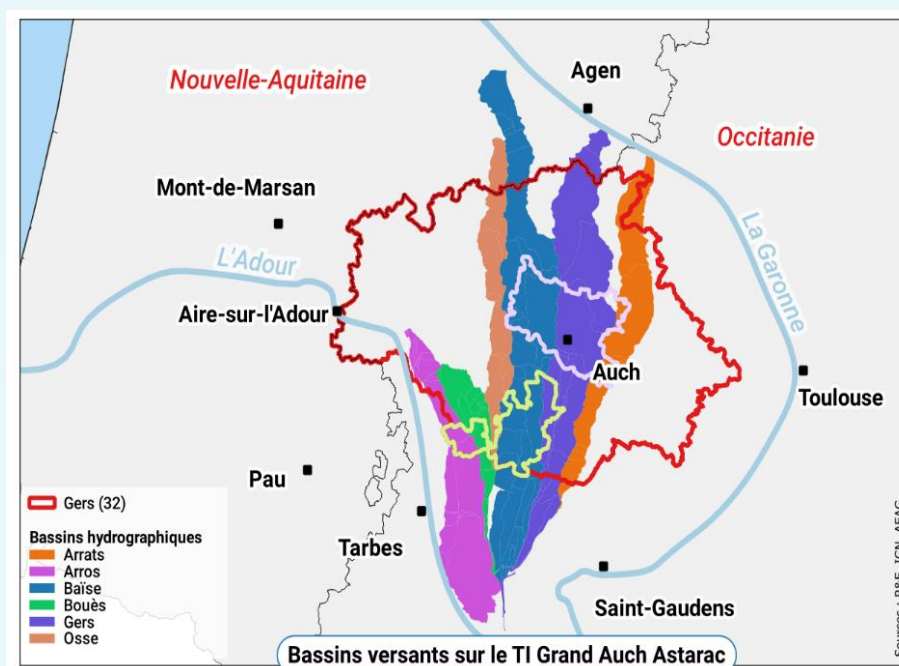 Agen
Nouvelle-Aquitaine
Occitanie
Mont-de-Marsan
L'Adour
La Garonne
Aire-sur-l'Adour
Auch
Toulouse
Pau
Tarbes
Saint-Gaudens
Gers (32)
Bassins hydrographiques
Arrats
Arros
Baïse
Bouès
Gers
Osse
Bassins versants sur le TI Grand Auch Astarac